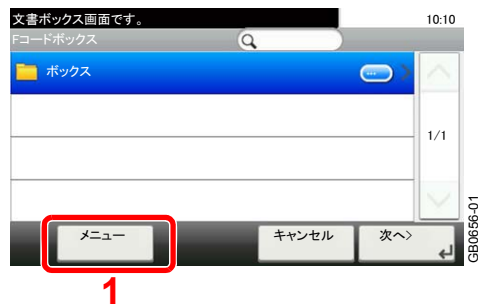 文書ボックス画面です。
10:10
Fコードボックス
ボックス
1/1
メニュー
キャンセル
次へ>
GB0656-01
1